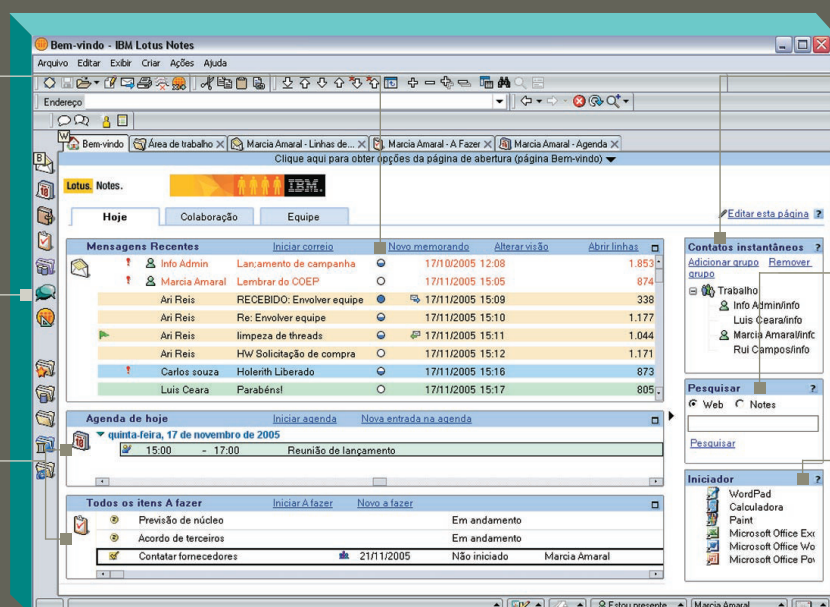 Bem-vindo - IBM Lotus Notes
Arquivo Editar Exibir Criar Ações Ajuda
Endereço
W
Bem-vindo Área de trabalho Marcia Amaral - Linhas de... Marcia Amaral - A Fazer Marcia Amaral - Agenda
B
Clique aqui para obter opções da página de abertura (página Bem-vindo)
Lotus. Notes. IBM.
Hoje Colaboração Equipe Editar esta página ?
Mensagens Recentes Iniciar correio Novo memorando Alterar visão Abrir linhas
! Info Admin Lan;amento de campanha 17/10/2005 12:08 1.853
! Marcia Amaral Lembrar do COEP 17/11/2005 15:05 874
Ari Reis RECEBIDO: Envolver equipe 17/11/2005 15:09 338
Ari Reis Re: Envolver equipe 17/11/2005 15:10 1.177
Ari Reis limpeza de threads 17/11/2005 15:11 1.044
Ari Reis HW Solicitação de compra 17/11/2005 15:12 1.171
! Carlos souza Holerith Liberado 17/11/2005 15:16 873
Luis Ceara Parabéns! 17/11/2005 15:17 805
Agenda de hoje Iniciar agenda Nova entrada na agenda
quinta-feira, 17 de novembro de 2005
15:00 - 17:00 Reunião de lançamento
Todos os itens A fazer Iniciar A fazer Novo a fazer
Previsão de núcleo Em andamento
Acordo de terceiros Em andamento
Contatar fornecedores 21/11/2005 Não iniciado Marcia Amaral
Contatos instantâneos ?
Adicionar grupo Remover
grupo
Trabalho
Info Admin/info
Luis Ceara/info
Marcia Amaral/infc
Rui Campos/info
Pesquisar ?
Web Notes
Pesquisar
Iniciador ?
WordPad
Calculadora
Paint
Microsoft Office Exc
Microsoft Office Wo
Microsoft Office Pov
Estou presente Marcia Amaral